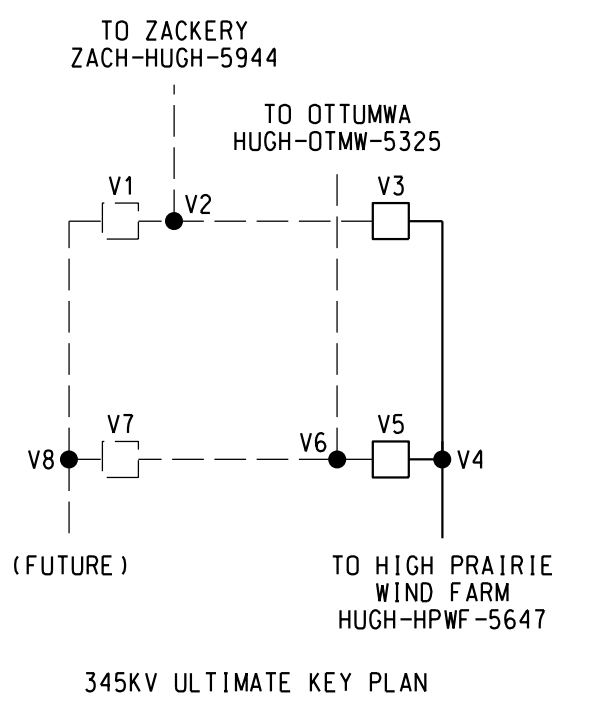 TO ZACKERY
ZACH-HUGH-5944
TO OTTUMWA
HUGH-OTMW-5325
V1
V2
V3
V7
V6
V5
V8
V4
(FUTURE)
TO HIGH PRAIRIE
WIND FARM
HUGH-HPWF-5647
345KV ULTIMATE KEY PLAN